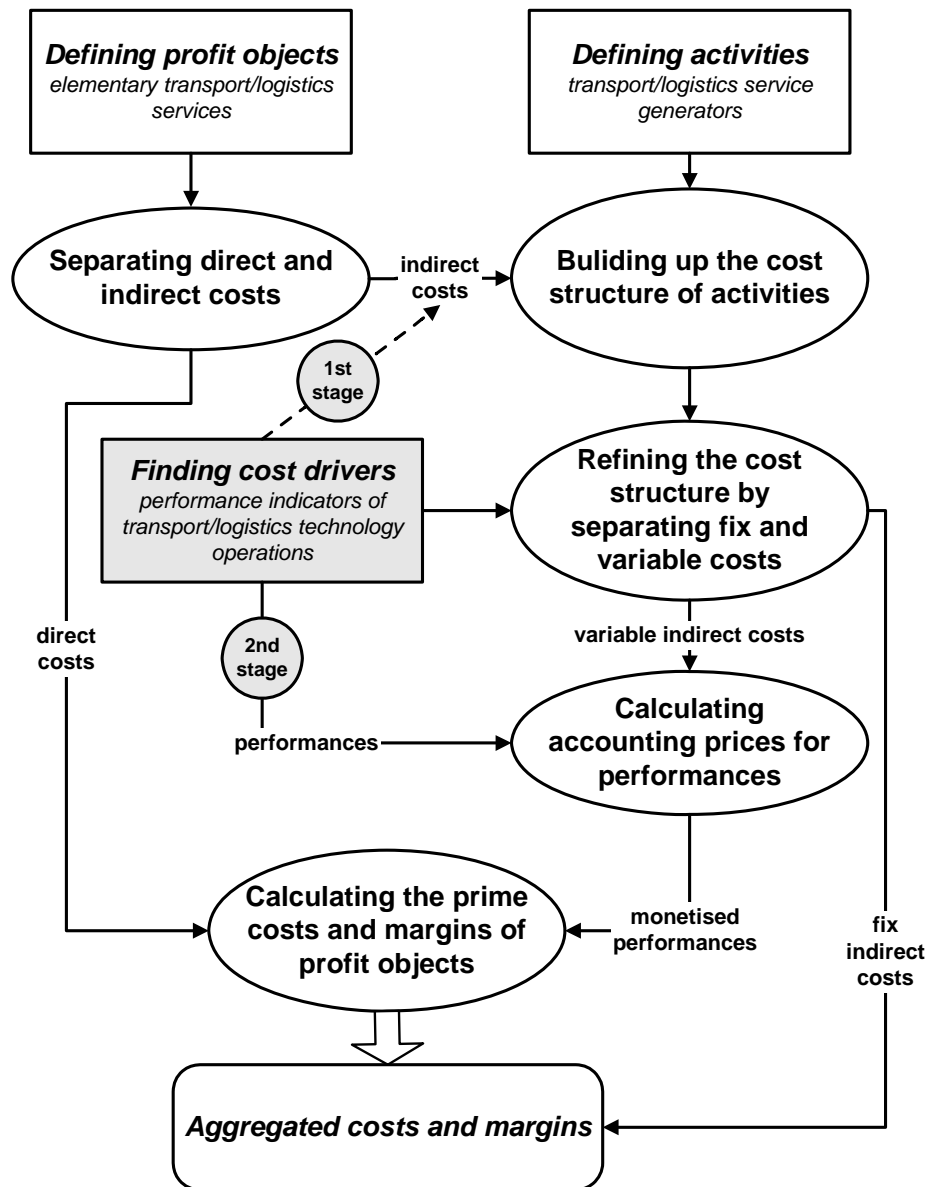 Defining profit objects
elementary transport/logistics
services
Defining activities
transport/logistics service
generators
Separating direct and
indirect costs
indirect
costs
Buliding up the cost
structure of activities
1st
stage
Finding cost drivers
performance indicators of
transport/logistics technology
operations
Refining the cost
structure by
separating fix and
variable costs
direct
costs
2nd
stage
variable indirect costs
performances
Calculating
accounting prices for
performances
Calculating the prime
costs and margins of
profit objects
monetised
performances
fix
indirect
costs
Aggregated costs and margins